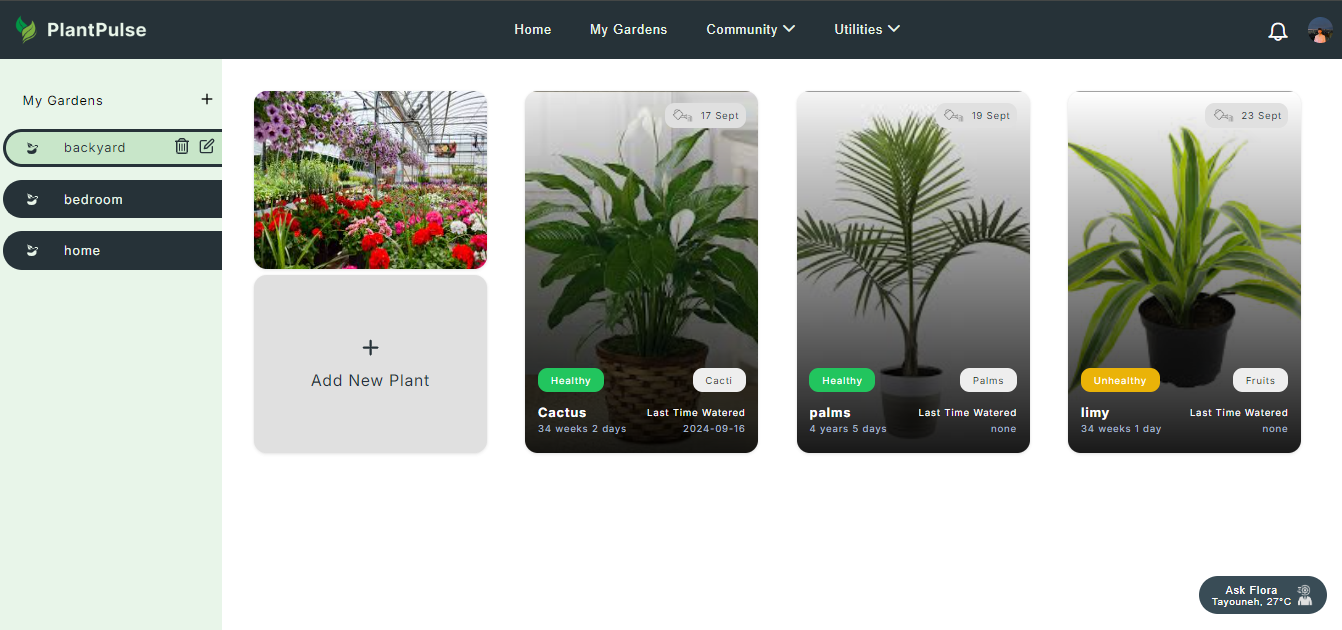 PlantPulse
Home
My Gardens
Community
Utilities
My Gardens
backyard
bedroom
home
Add New Plant
17 Sept
Healthy
Cacti
Cactus
Last Time Watered
34 weeks 2 days
2024-09-16
19 Sept
Healthy
Palms
palms
Last Time Watered
4 years 5 days
none
23 Sept
Unhealthy
Fruits
limy
Last Time Watered
34 weeks 1 day
none
Ask Flora
Tayouneh, 27°C